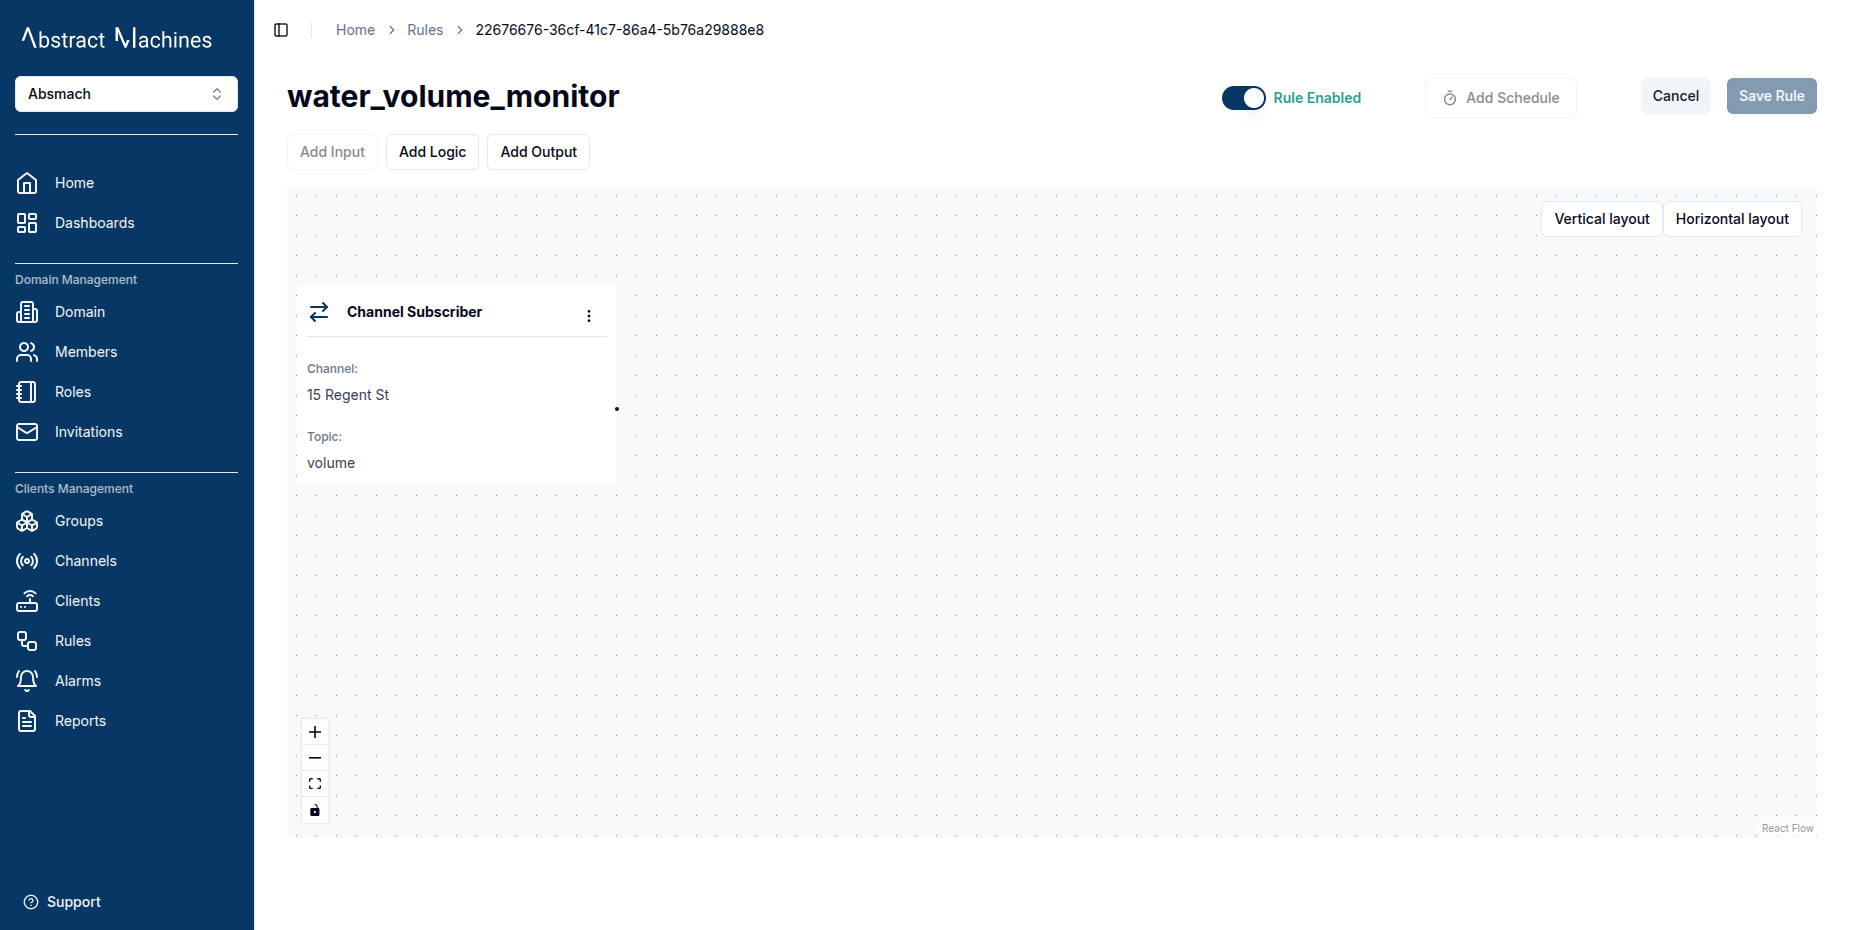 Abstract Machines
Absmach
Home
Dashboards
Domain Management
Domain
Members
Roles
Invitations
Clients Management
Groups
Channels
Clients
Rules
Alarms
Reports
Support
Home > Rules > 22676676-36cf-41c7-86a4-5b76a29888e8
water_volume_monitor
Rule Enabled
Add Schedule
Cancel
Save Rule
Add Input
Add Logic
Add Output
Vertical layout
Horizontal layout
Channel Subscriber
Channel:
15 Regent St
Topic:
volume
React Flow